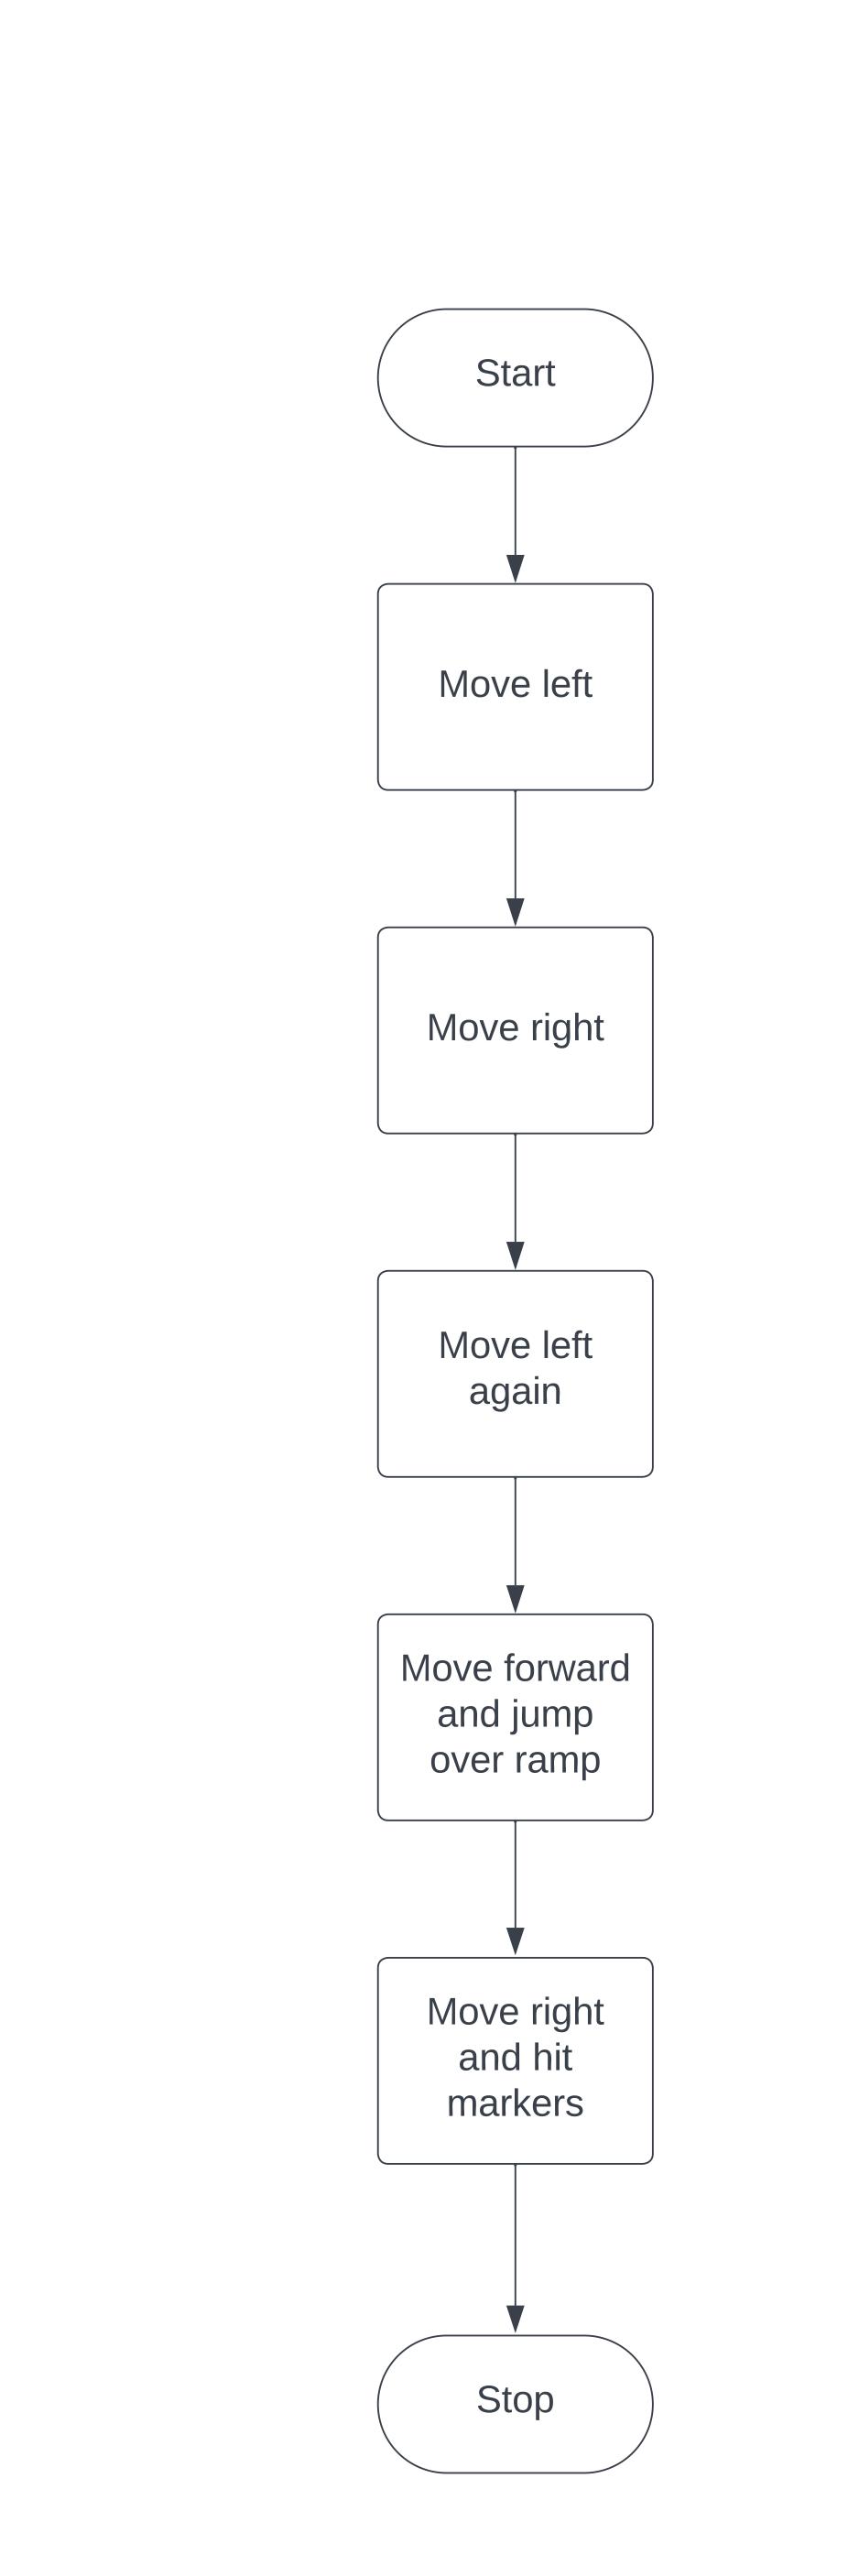 Start
Move left
Move right
Move left
again
Move forward
and jump
over ramp
Move right
and hit
markers
Stop